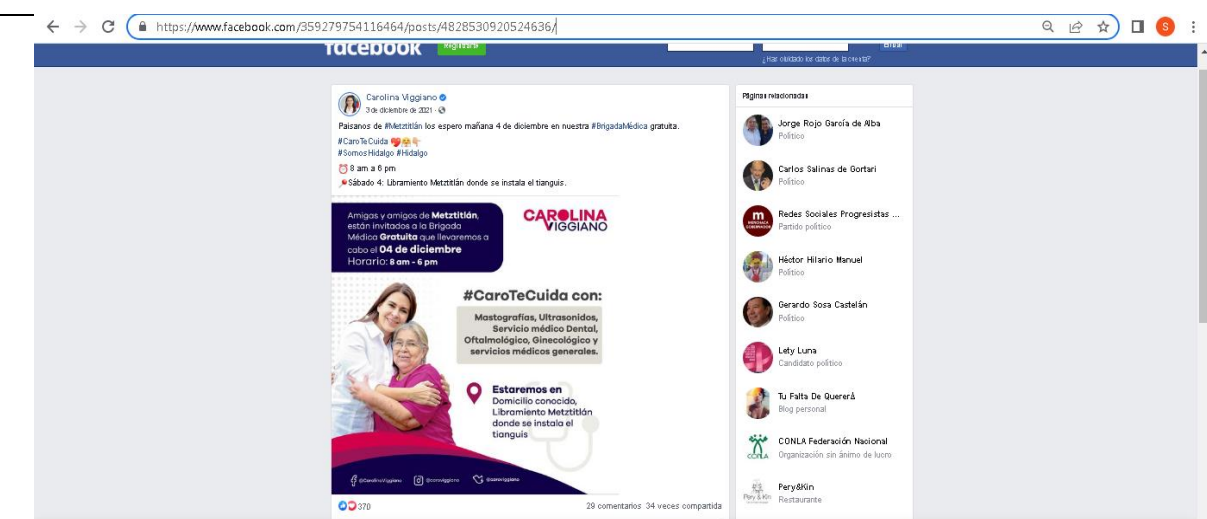 https://www.facebook.com/359279754116464/posts/4828530920524636/
S
facebook
Registrarte
¿Has olvidado los datos de la cuenta?
Carolina Viggiano
3 de diciembre de 2021 ·
Paisanos de #Metztitlán los espero mañana 4 de diciembre en nuestra #BrigadaMédica gratuita.
#CaroTeCuida
#SomosHidalgo #Hidalgo
8 am a 6 pm
Sábado 4: Libramiento Metztitlán donde se instala el tianguis.
Amigas y amigos de Metztitlán,
están invitados a la Brigada
Médica Gratuita que llevaremos a
cabo el 04 de diciembre
Horario: 8 am - 6 pm
CAROLINA
VIGGIANO
#CaroTeCuida con:
Mastografías, Ultrasonidos,
Servicio médico Dental,
Oftalmológico, Ginecológico y
servicios médicos generales.
Estaremos en
Domicilio conocido,
Libramiento Metztitlán
donde se instala el
tianguis
@CarolinaViggiano
@caroviggiano
@caroviggiano
370
29 comentarios 34 veces compartida
Páginas relacionadas
Jorge Rojo García de Alba
Político
Carlos Salinas de Gortari
Político
Redes Sociales Progresistas ...
Partido político
Héctor Hilario Manuel
Político
Gerardo Sosa Castelán
Político
Lety Luna
Candidato político
Tu Falta De Quererá
Blog personal
CONLA Federación Nacional
Organización sin ánimo de lucro
CONLA
Pery&Kin
Restaurante
Pery & Kin